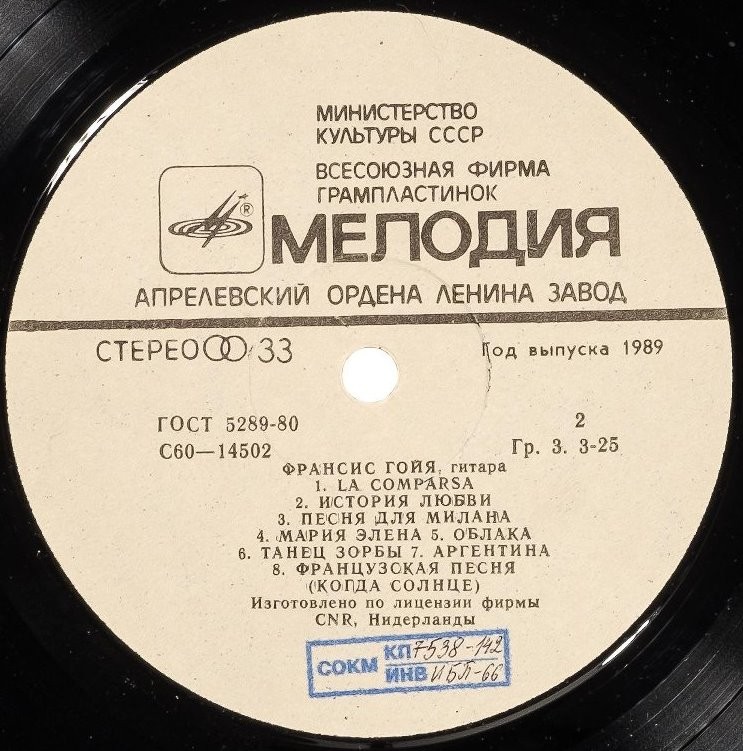 МИНИСТЕРСТВО
КУЛЬТУРЫ СССР
ВСЕСОЮЗНАЯ ФИРМА
ГРАМПЛАСТИНОК
®
МЕЛОДИЯ
АПРЕЛЕВСКИЙ ОРДЕНА ЛЕНИНА ЗАВОД
СТЕРЕО 33
Год выпуска 1989
ГОСТ 5289-80
2
С60—14502
Гр. 3. 3-25
ФРАНСИС ГОЙЯ, гитара
1. LA COMPARSA
2. ИСТОРИЯ ЛЮБВИ
3. ПЕСНЯ ДЛЯ МИЛАНА
4. МАРИЯ ЭЛЕНА 5. ОБЛАКА
6. ТАНЕЦ ЗОРБЫ 7. АРГЕНТИНА
8. ФРАНЦУЗСКАЯ ПЕСНЯ
(КОГДА СОЛНЦЕ)
Изготовлено по лицензии фирмы
CNR, Нидерланды
СОКМ КП 7538-142
ИНВ ИБП-66